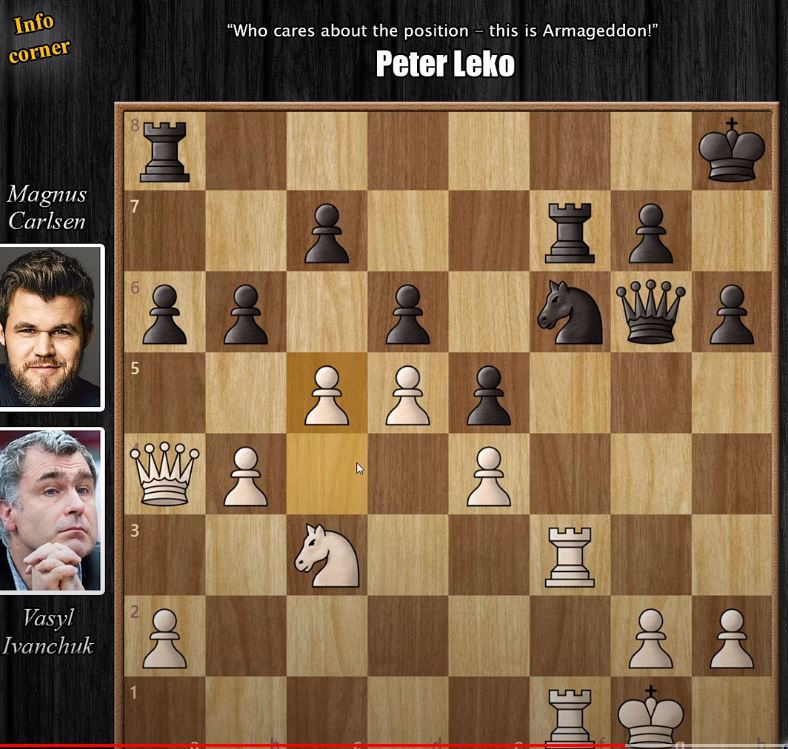 Info
corner
“Who cares about the position – this is Armageddon!”
Peter Leko
8
Magnus
Carlsen
7
6
5
4
3
Vasyl
Ivanchuk
2
1